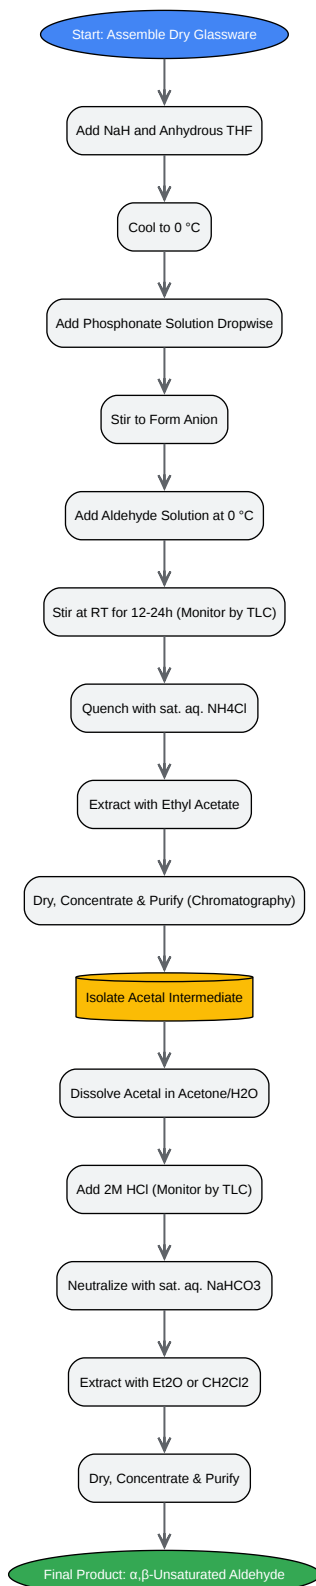 Start: Assemble Dry Glassware
Add NaH and Anhydrous THF
Cool to 0 °C
Add Phosphonate Solution Dropwise
Stir to Form Anion
Add Aldehyde Solution at 0 °C
Stir at RT for 12-24h (Monitor by TLC)
Quench with sat. aq. NH4Cl
Extract with Ethyl Acetate
Dry, Concentrate & Purify (Chromatography)
Isolate Acetal Intermediate
Dissolve Acetal in Acetone/H2O
Add 2M HCl (Monitor by TLC)
Neutralize with sat. aq. NaHCO3
Extract with Et2O or CH2Cl2
Dry, Concentrate & Purify
Final Product: α,β-Unsaturated Aldehyde